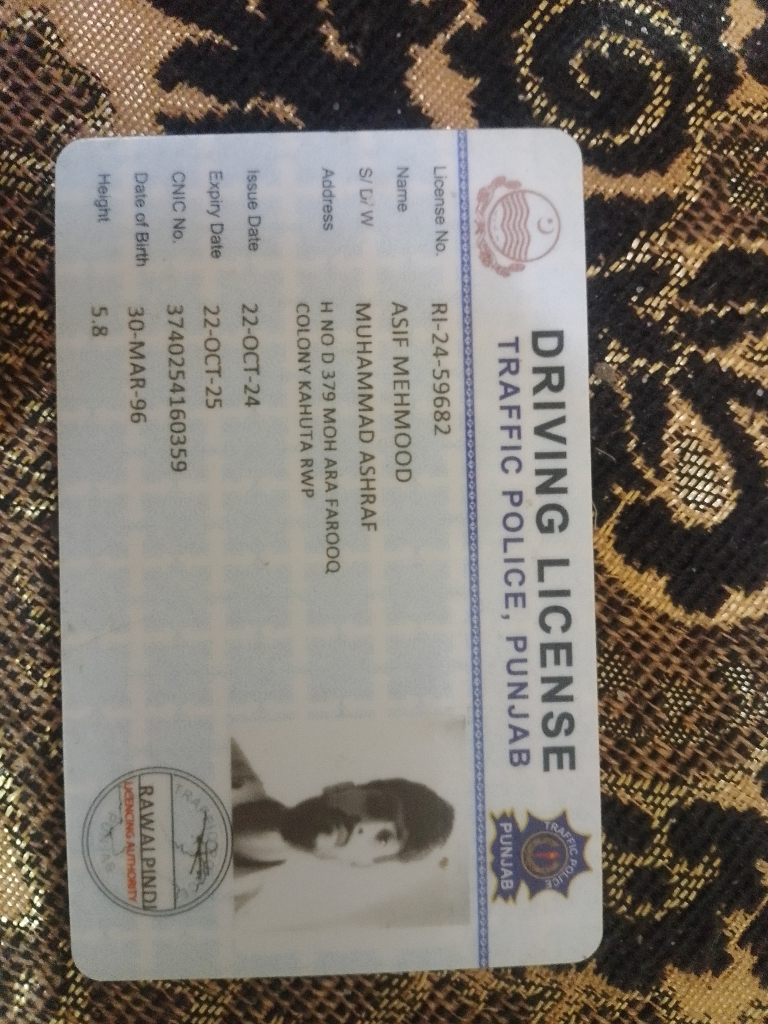 DRIVING LICENSE
TRAFFIC POLICE, PUNJAB
TRAFFIC POLICE
PUNJAB
License No. RI-24-59682
Name ASIF MEHMOOD
S/ D/ W MUHAMMAD ASHRAF
Address H NO D 379 MOH ARA FAROOQ
COLONY KAHUTA RWP
Issue Date 22-OCT-24
Expiry Date 22-OCT-25
CNIC No. 3740254160359
Date of Birth 30-MAR-96
Height 5.8
RAWALPINDI
LICENCING AUTHORITY